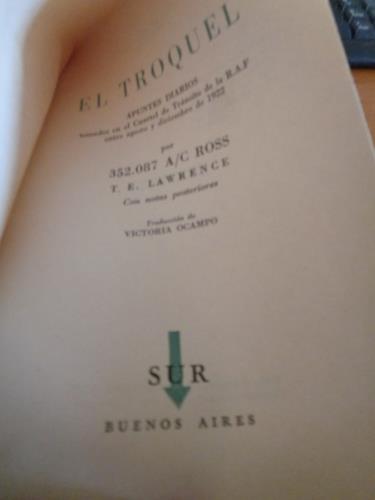 EL TROQUEL
APUNTES DIARIOS
tomados en el Cuartel de Tránsito de la R.A.F
entre agosto y diciembre de 1922
por
352.087 A/C ROSS
T. E. LAWRENCE
Con notas posteriores
Traducción de
VICTORIA OCAMPO
SUR
BUENOS AIRES